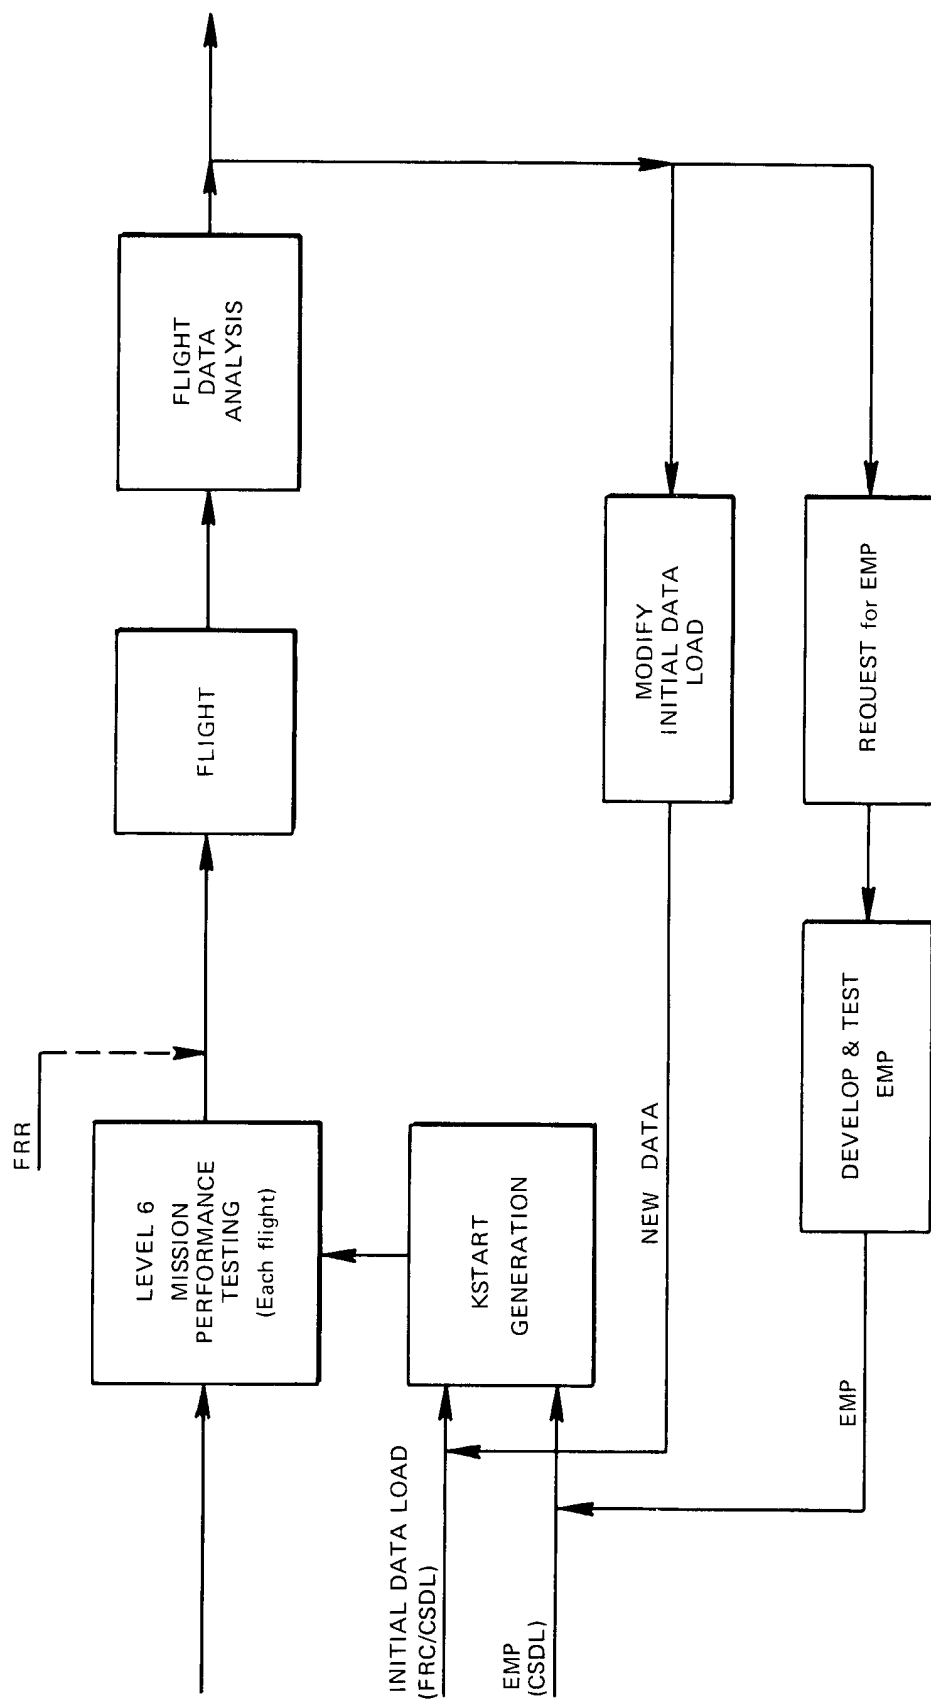 FRR
LEVEL 6
MISSION
PERFORMANCE
TESTING
(Each flight)
FLIGHT
FLIGHT
DATA
ANALYSIS
INITIAL DATA LOAD
(FRC/CSDL)
EMP
(CSDL)
KSTART
GENERATION
NEW DATA
MODIFY
INITIAL DATA
LOAD
EMP
DEVELOP & TEST
EMP
REQUEST for EMP